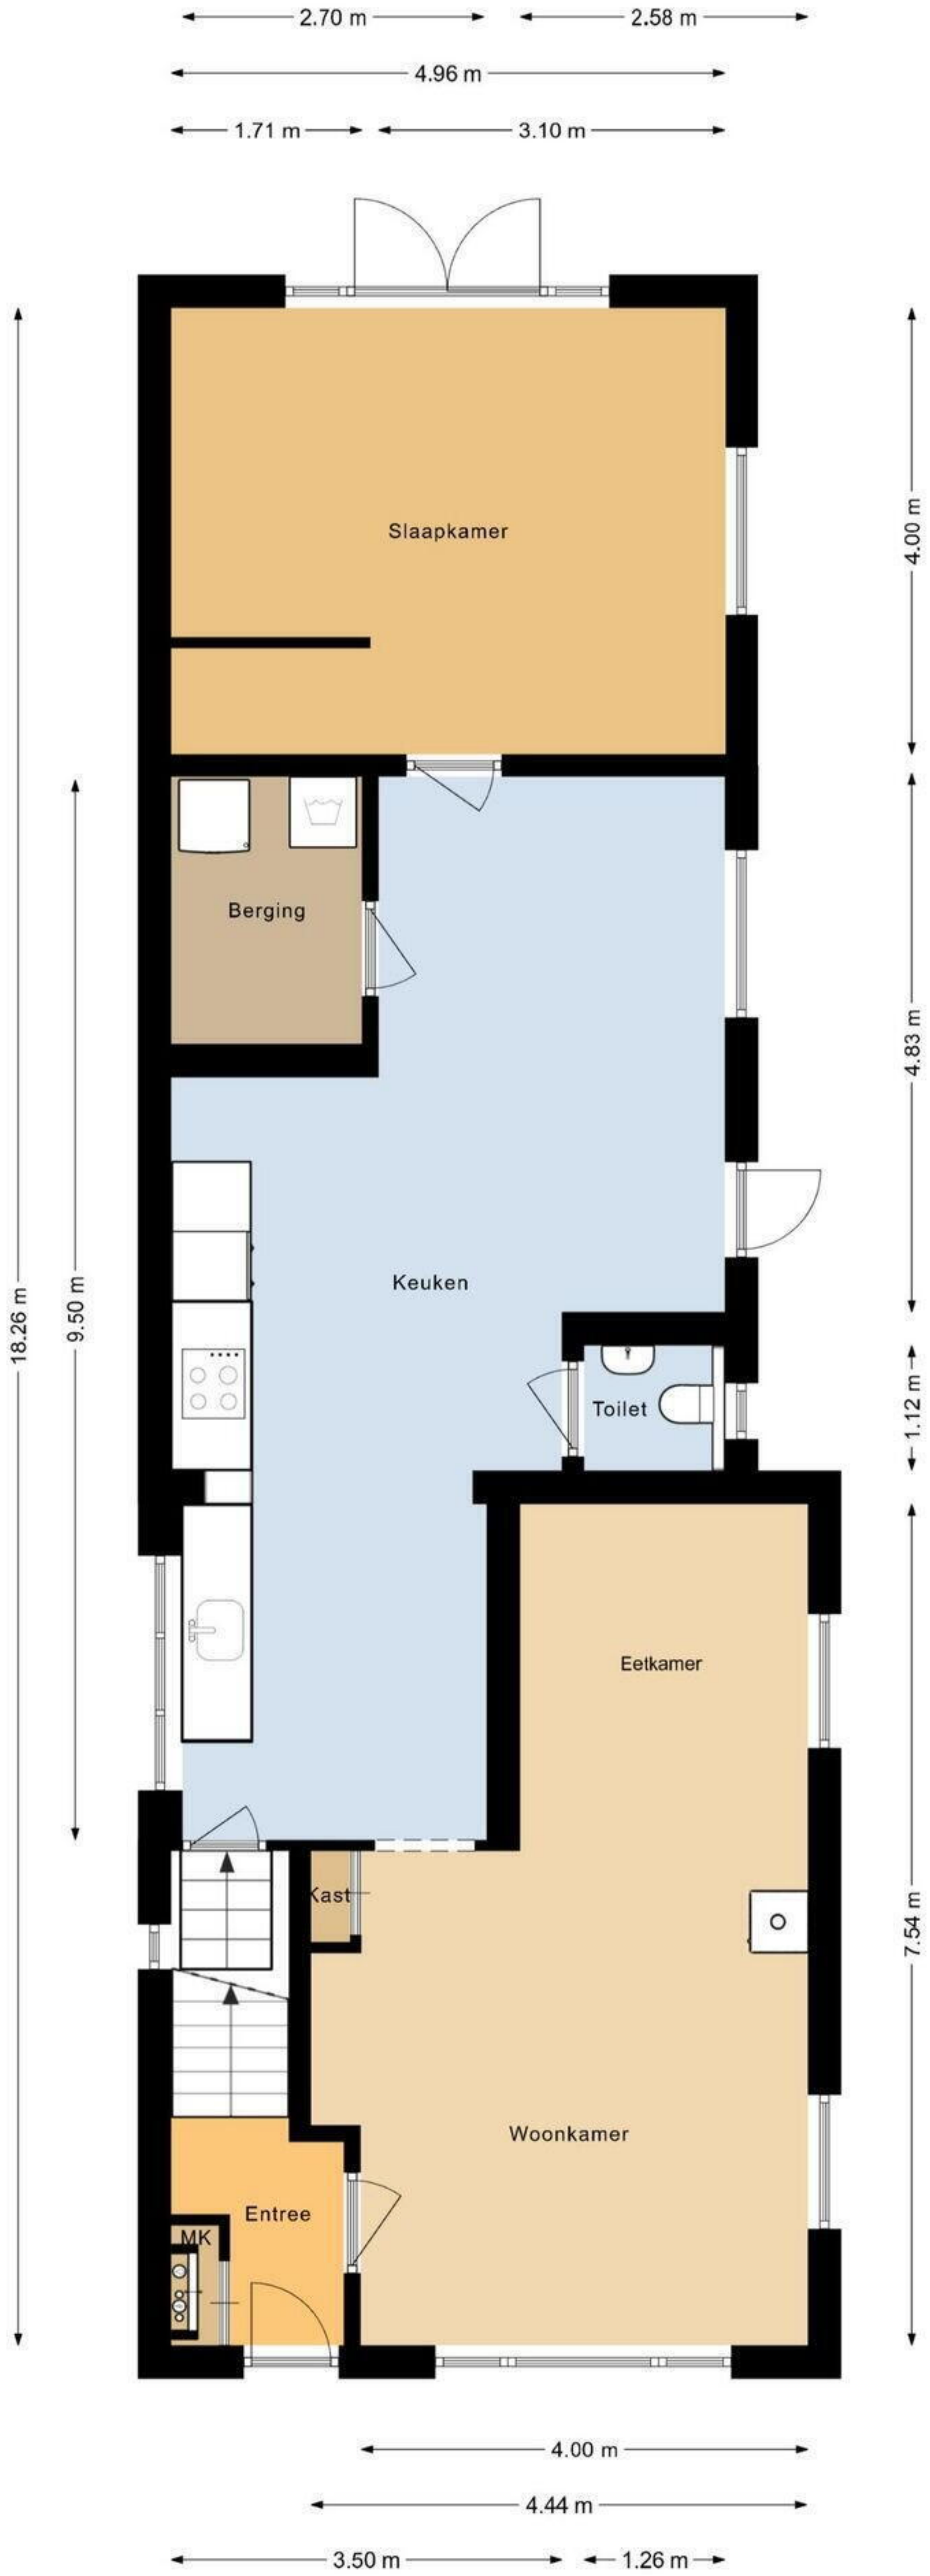 2.70 m
2.58 m
4.96 m
1.71 m
3.10 m
Slaapkamer
4.00 m
Berging
4.83 m
Keuken
18.26 m
9.50 m
Toilet
1.12 m
Eetkamer
Kast
7.54 m
Woonkamer
Entree
MK
4.00 m
4.44 m
3.50 m
1.26 m